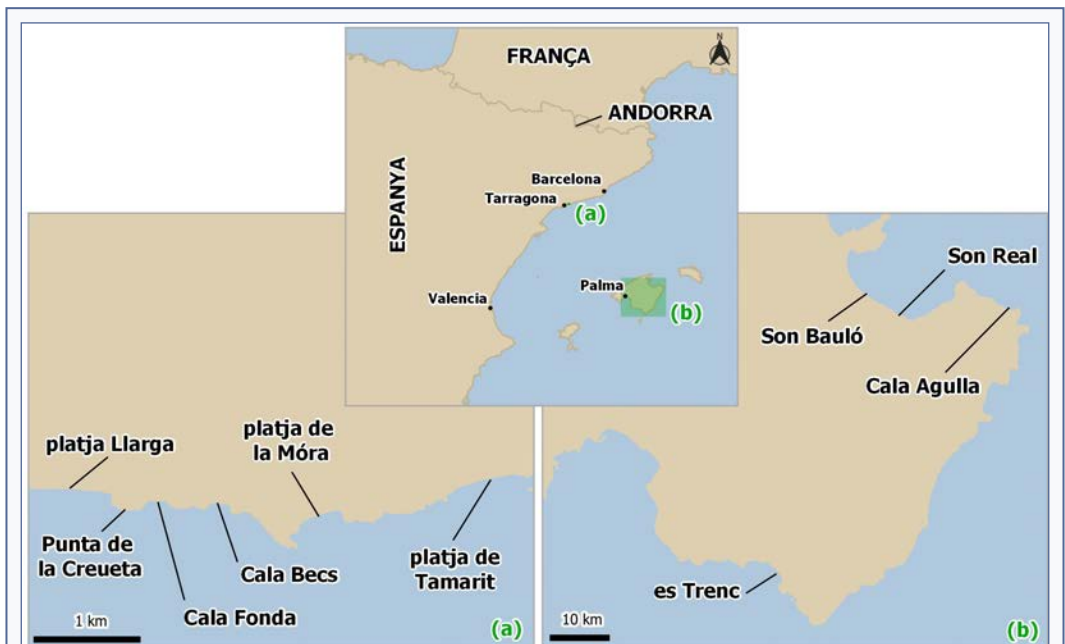 N
FRANÇA
ANDORRA
ESPANYA
Barcelona
Tarragona
(a)
Palma
Valencia
(b)
platja Llarga
platja de
la Móra
Punta de
la Creueta
Cala Becs
platja de
Tamarit
Cala Fonda
1 km
(a)
Son Real
Son Bauló
Cala Agulla
es Trenc
10 km
(b)